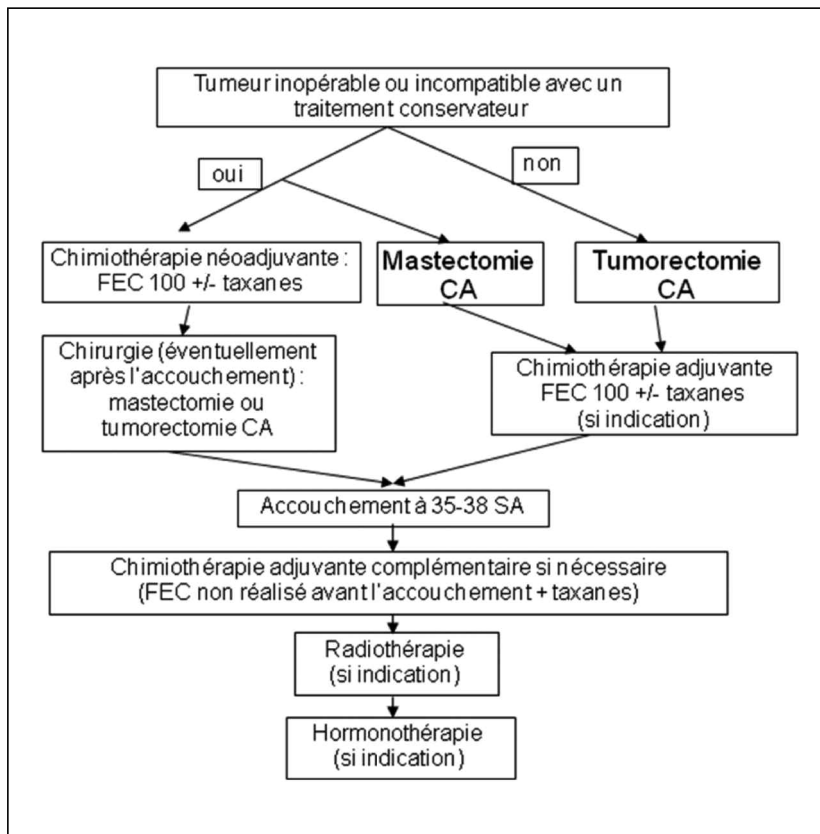 Tumeur inopérable ou incompatible avec un
traitement conservateur
oui
non
Chimiothérapie néoadjuvante :
FEC 100 +/- taxanes
Mastectomie
CA
Tumorectomie
CA
Chirurgie (éventuellement
après l'accouchement) :
mastectomie ou
tumorectomie CA
Chimiothérapie adjuvante
FEC 100 +/- taxanes
(si indication)
Accouchement à 35-38 SA
Chimiothérapie adjuvante complémentaire si nécessaire
(FEC non réalisé avant l'accouchement + taxanes)
Radiothérapie
(si indication)
Hormonothérapie
(si indication)